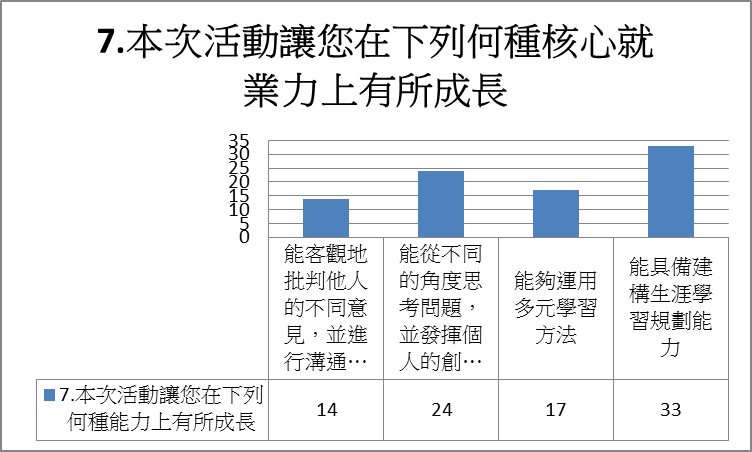 7.本次活動讓您在下列何種核心就
業力上有所成長
35
30
25
20
15
10
5
0
能客觀地
批判他人
的不同意
見，並進
行溝通…
能從不同
的角度思
考問題，
並發揮個
人的創…
能夠運用
多元學習
方法
能具備建
構生涯學
習規劃能
力
7.本次活動讓您在下列
何種能力上有所成長
14
24
17
33